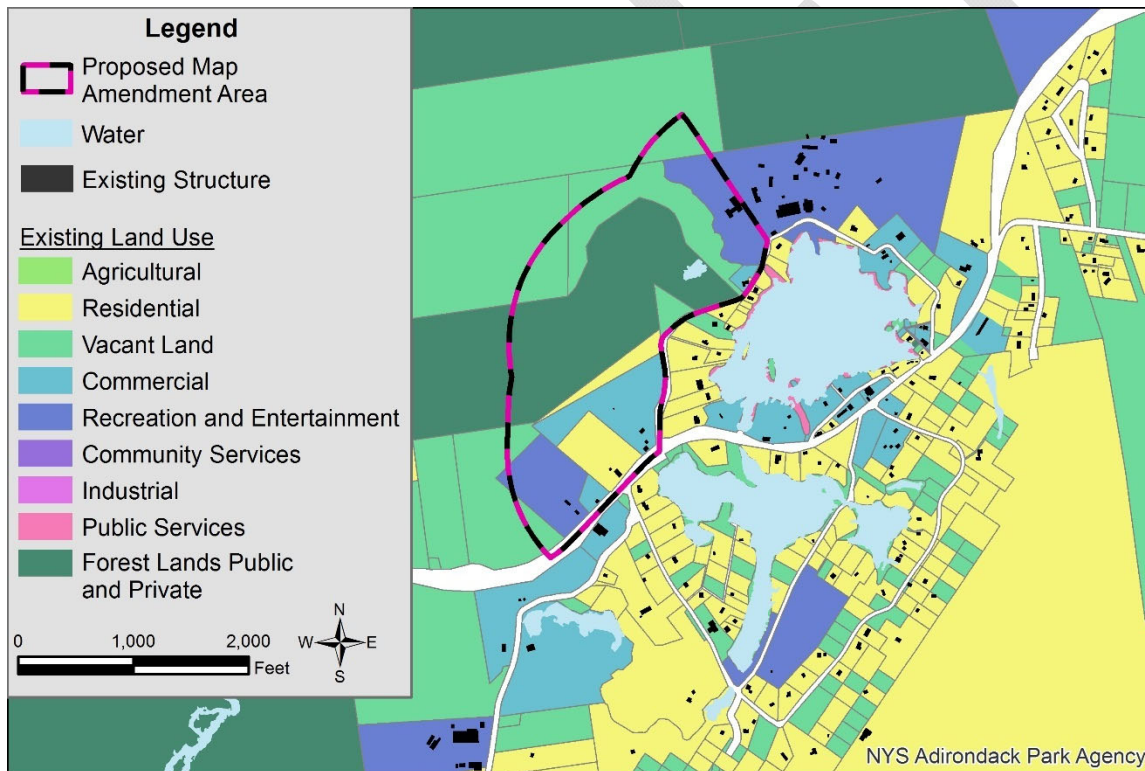 Legend
Proposed Map
Amendment Area
Water
Existing Structure
Existing Land Use
Agricultural
Residential
Vacant Land
Commercial
Recreation and Entertainment
Community Services
Industrial
Public Services
Forest Lands Public
and Private
N
W E
S
0 1,000 2,000
Feet
NYS Adirondack Park Agency